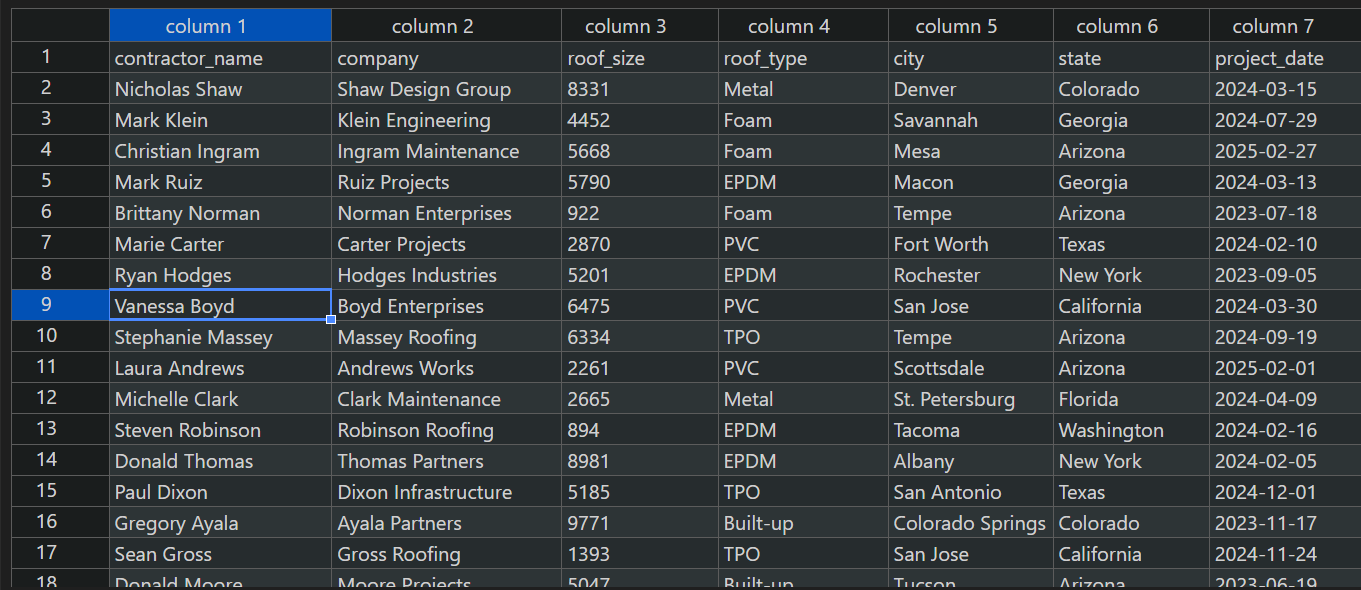 column 1 column 2 column 3 column 4 column 5 column 6 column 7
1 contractor_name company roof_size roof_type city state project_date
2 Nicholas Shaw Shaw Design Group 8331 Metal Denver Colorado 2024-03-15
3 Mark Klein Klein Engineering 4452 Foam Savannah Georgia 2024-07-29
4 Christian Ingram Ingram Maintenance 5668 Foam Mesa Arizona 2025-02-27
5 Mark Ruiz Ruiz Projects 5790 EPDM Macon Georgia 2024-03-13
6 Brittany Norman Norman Enterprises 922 Foam Tempe Arizona 2023-07-18
7 Marie Carter Carter Projects 2870 PVC Fort Worth Texas 2024-02-10
8 Ryan Hodges Hodges Industries 5201 EPDM Rochester New York 2023-09-05
9 Vanessa Boyd Boyd Enterprises 6475 PVC San Jose California 2024-03-30
10 Stephanie Massey Massey Roofing 6334 TPO Tempe Arizona 2024-09-19
11 Laura Andrews Andrews Works 2261 PVC Scottsdale Arizona 2025-02-01
12 Michelle Clark Clark Maintenance 2665 Metal St. Petersburg Florida 2024-04-09
13 Steven Robinson Robinson Roofing 894 EPDM Tacoma Washington 2024-02-16
14 Donald Thomas Thomas Partners 8981 EPDM Albany New York 2024-02-05
15 Paul Dixon Dixon Infrastructure 5185 TPO San Antonio Texas 2024-12-01
16 Gregory Ayala Ayala Partners 9771 Built-up Colorado Springs Colorado 2023-11-17
17 Sean Gross Gross Roofing 1393 TPO San Jose California 2024-11-24
18 Donald Moore Moore Projects 5047 Built-up Tucson Arizona 2023-06-19